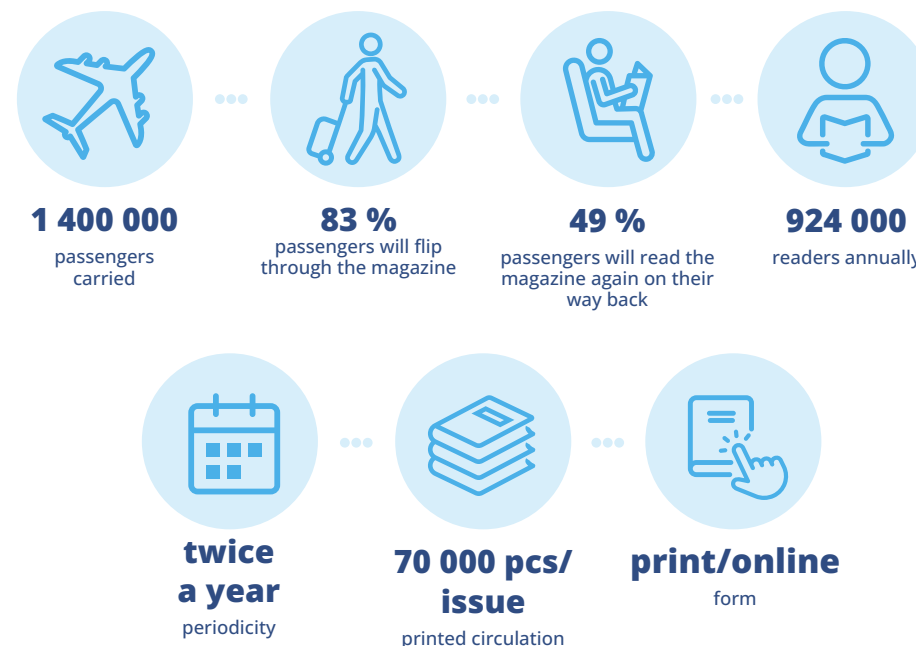 1 400 000
passengers
carried
83 %
passengers will flip
through the magazine
49 %
passengers will read the
magazine again on their
way back
924 000
readers annually
twice
a year
periodicity
70 000 pcs/
issue
printed circulation
print/online
form